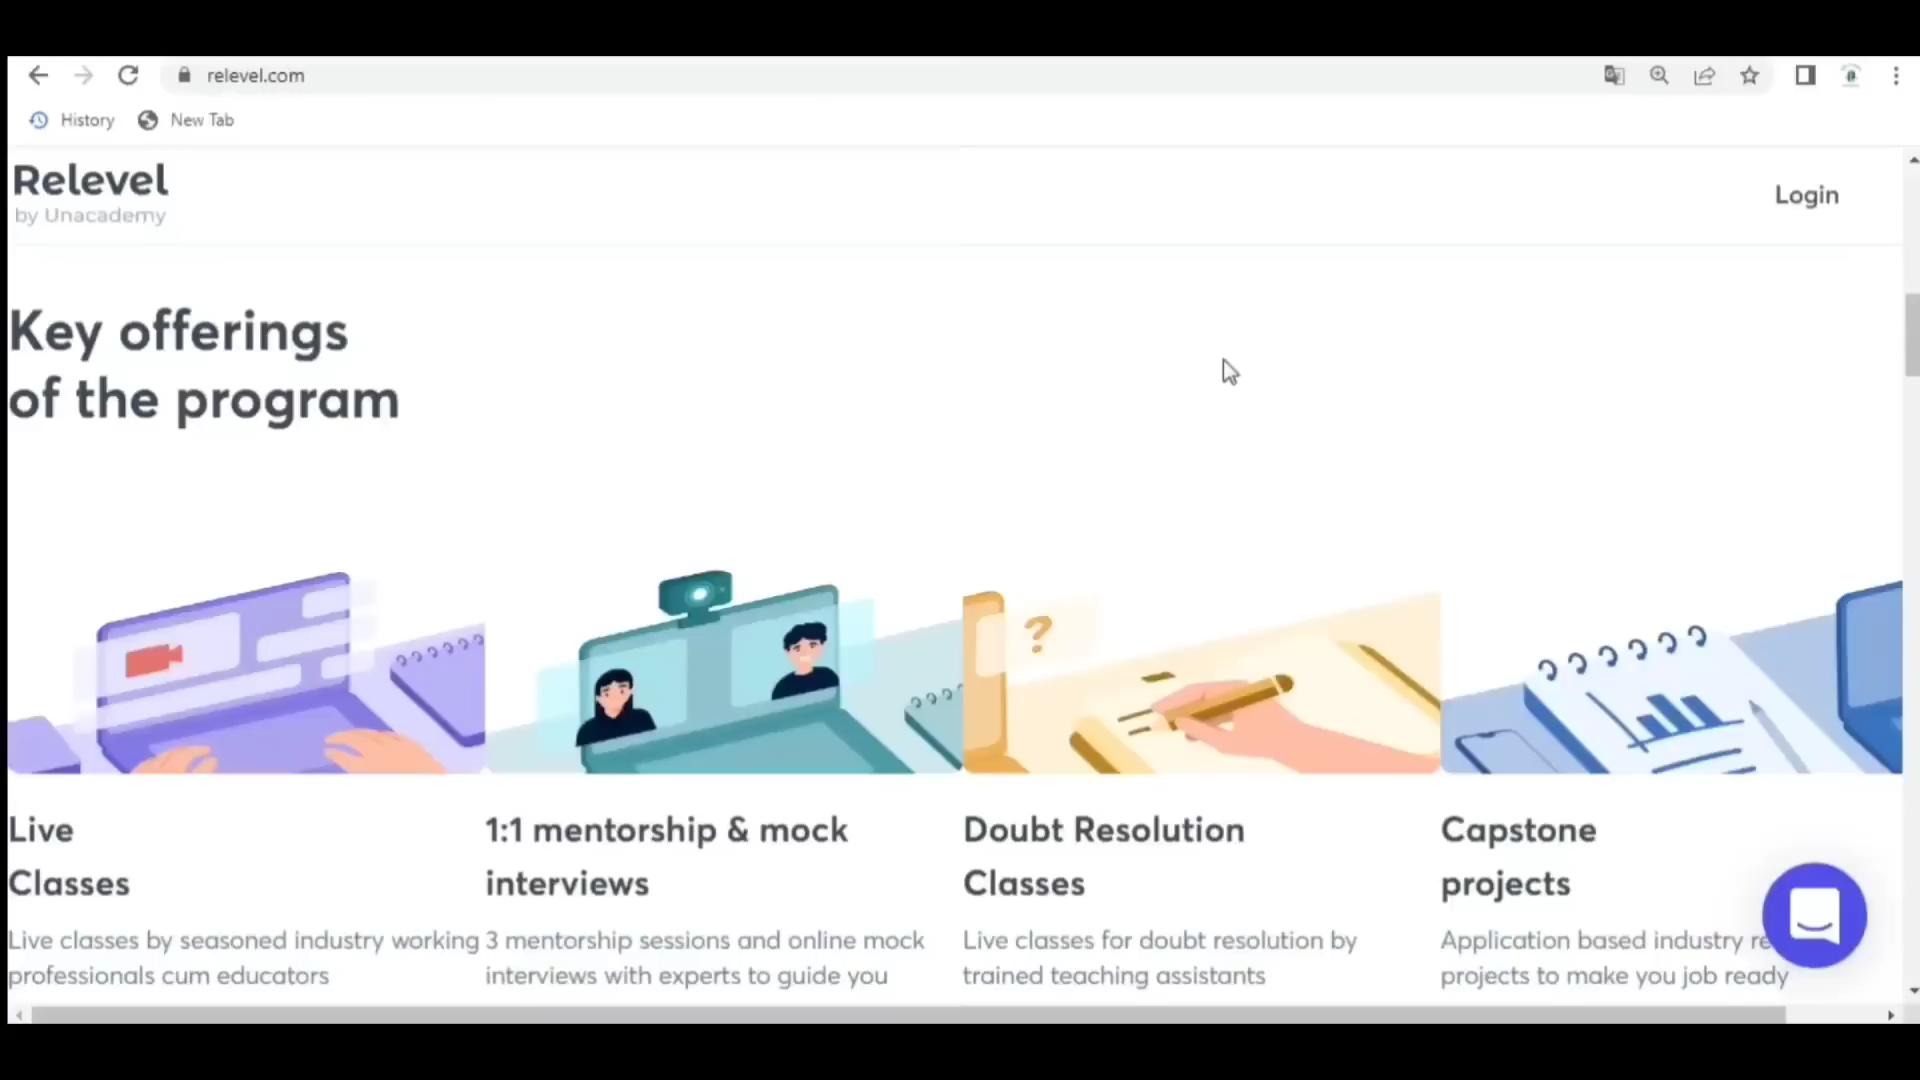 relevel.com
History New Tab
Relevel
by Unacademy
Login
Key offerings
of the program
?
Live
Classes
Live classes by seasoned industry working
professionals cum educators
1:1 mentorship & mock
interviews
3 mentorship sessions and online mock
interviews with experts to guide you
Doubt Resolution
Classes
Live classes for doubt resolution by
trained teaching assistants
Capstone
projects
Application based industry re
projects to make you job ready